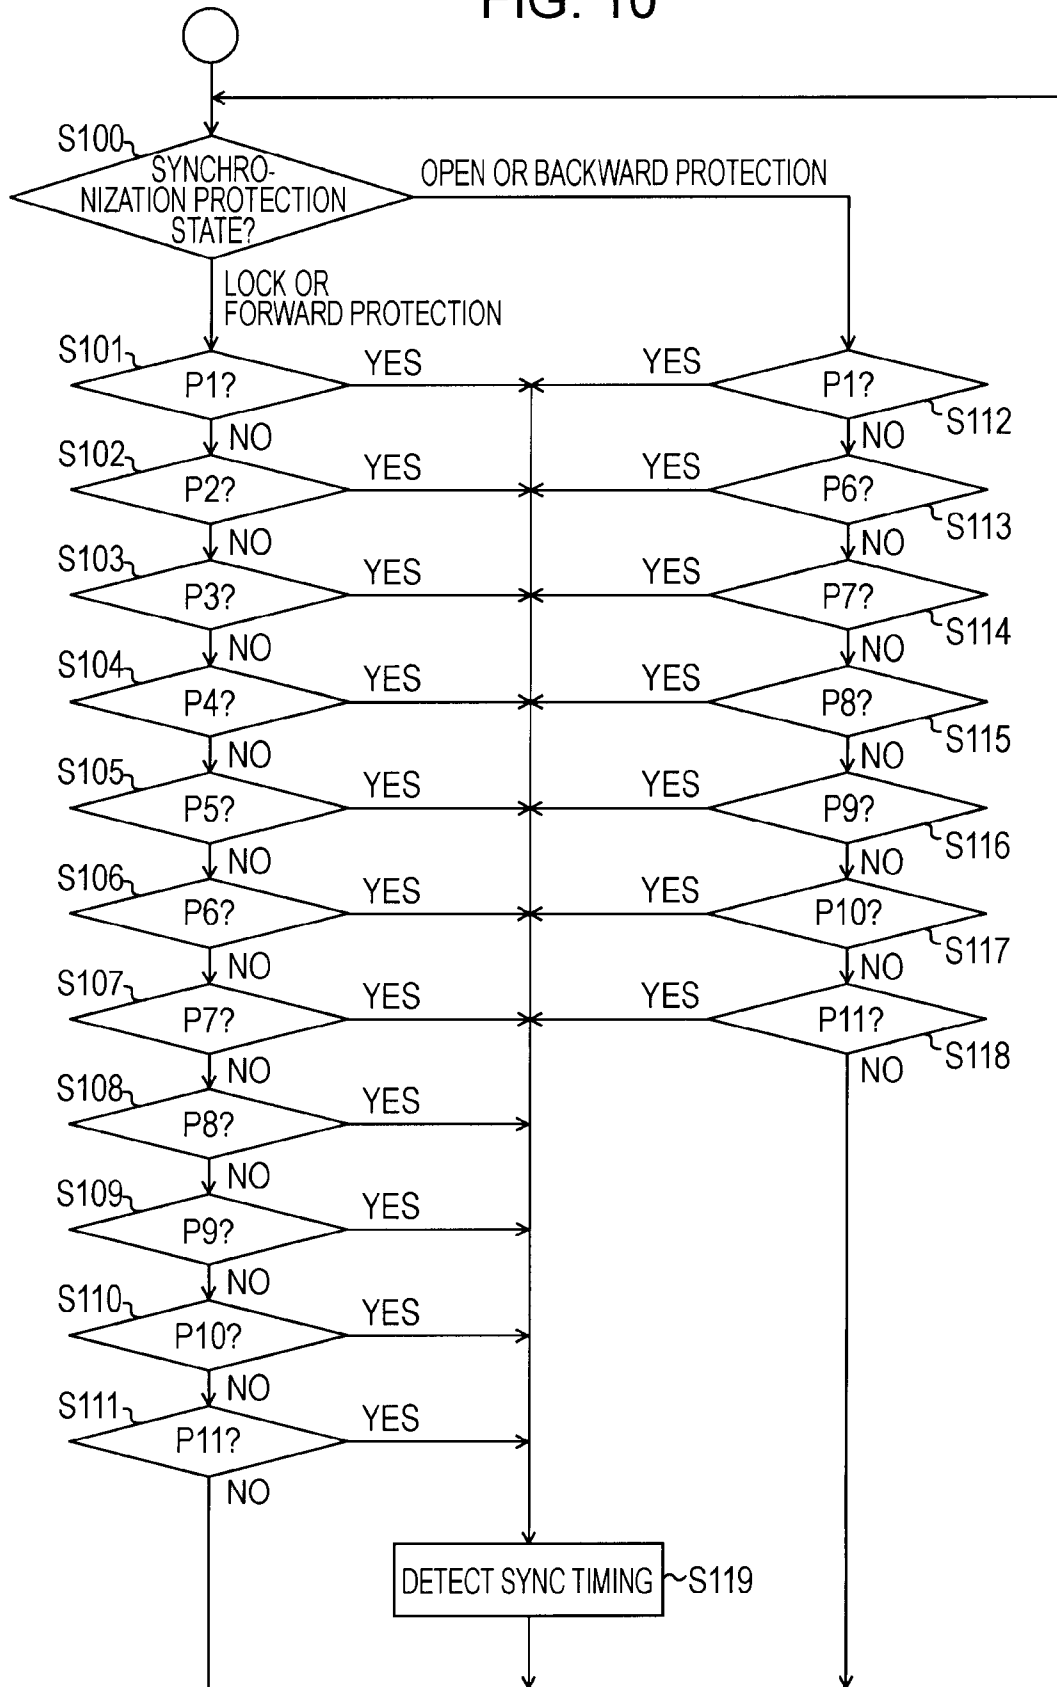 FIG. 10
S100
SYNCHRO-
NIZATION PROTECTION
STATE?
OPEN OR BACKWARD PROTECTION
LOCK OR
FORWARD PROTECTION
S101
P1?
YES
YES
P1?
S112
NO
NO
S102
P2?
YES
YES
P6?
S113
NO
NO
S103
P3?
YES
YES
P7?
S114
NO
NO
S104
P4?
YES
YES
P8?
S115
NO
NO
S105
P5?
YES
YES
P9?
S116
NO
NO
S106
P6?
YES
YES
P10?
S117
NO
NO
S107
P7?
YES
YES
P11?
S118
NO
NO
S108
P8?
YES
NO
S109
P9?
YES
NO
S110
P10?
YES
NO
S111
P11?
YES
NO
DETECT SYNC TIMING
S119